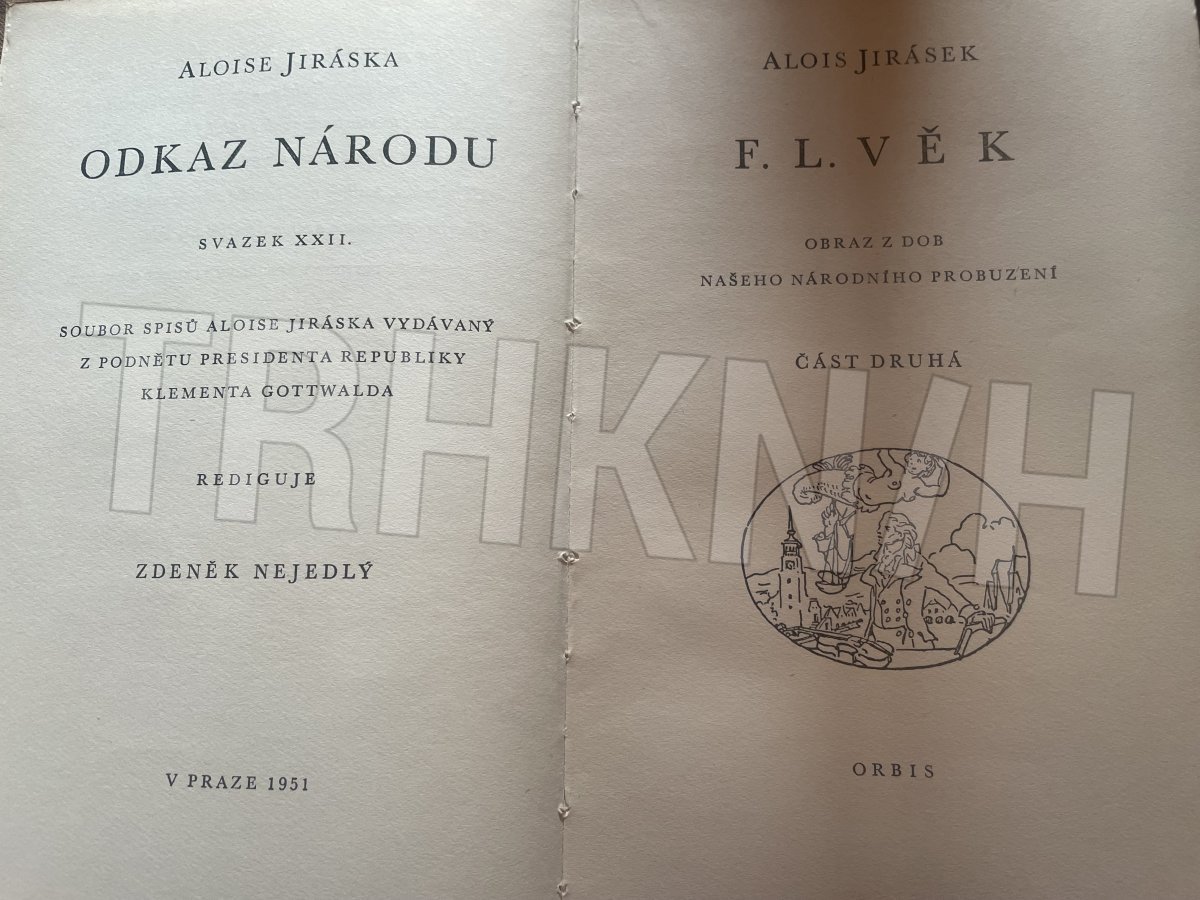 ALOISE JIRÁSKA
ODKAZ NÁRODU
SVAZEK XXII.
SOUBOR SPISŮ ALOISE JIRÁSKA VYDÁVANÝ
Z PODNĚTU PRESIDENTA REPUBLIKY
KLEMENTA GOTTWALDA
REDIGUJE
ZDENĚK NEJEDLÝ
V PRAZE 1951
ALOIS JIRÁSEK
F. L. VĚK
OBRAZ Z DOB
NAŠEHO NÁRODNÍHO PROBUZENÍ
ČÁST DRUHÁ
ORBIS
TRHKNIH